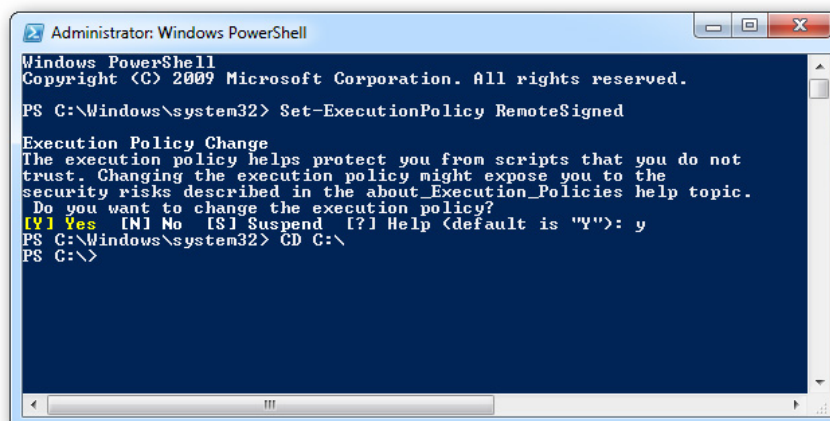 Administrator: Windows PowerShell
Windows PowerShell
Copyright (C) 2009 Microsoft Corporation. All rights reserved.
PS C:\Windows\system32> Set-ExecutionPolicy RemoteSigned
Execution Policy Change
The execution policy helps protect you from scripts that you do not
trust. Changing the execution policy might expose you to the
security risks described in the about_Execution_Policies help topic.
Do you want to change the execution policy?
[Y] Yes  [N] No  [S] Suspend  [?] Help (default is "Y"): y
PS C:\Windows\system32> CD C:\
PS C:\>